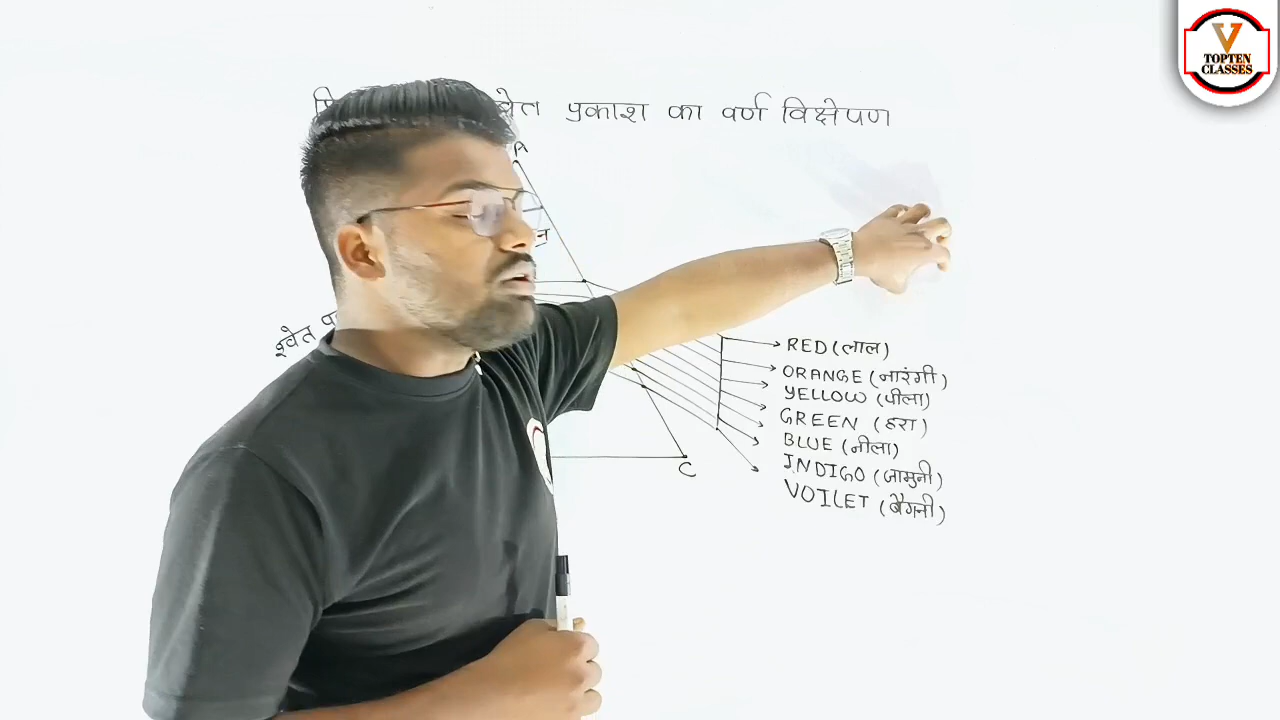 V
TOPTEN
CLASSES
प्रकाश का वर्ण विक्षेपण
A
श्वेत
RED (लाल)
ORANGE (नारंगी)
YELLOW (पीला)
GREEN (हरा)
BLUE (नीला)
INDIGO (जामुनी)
VOILET (बैंगनी)
C